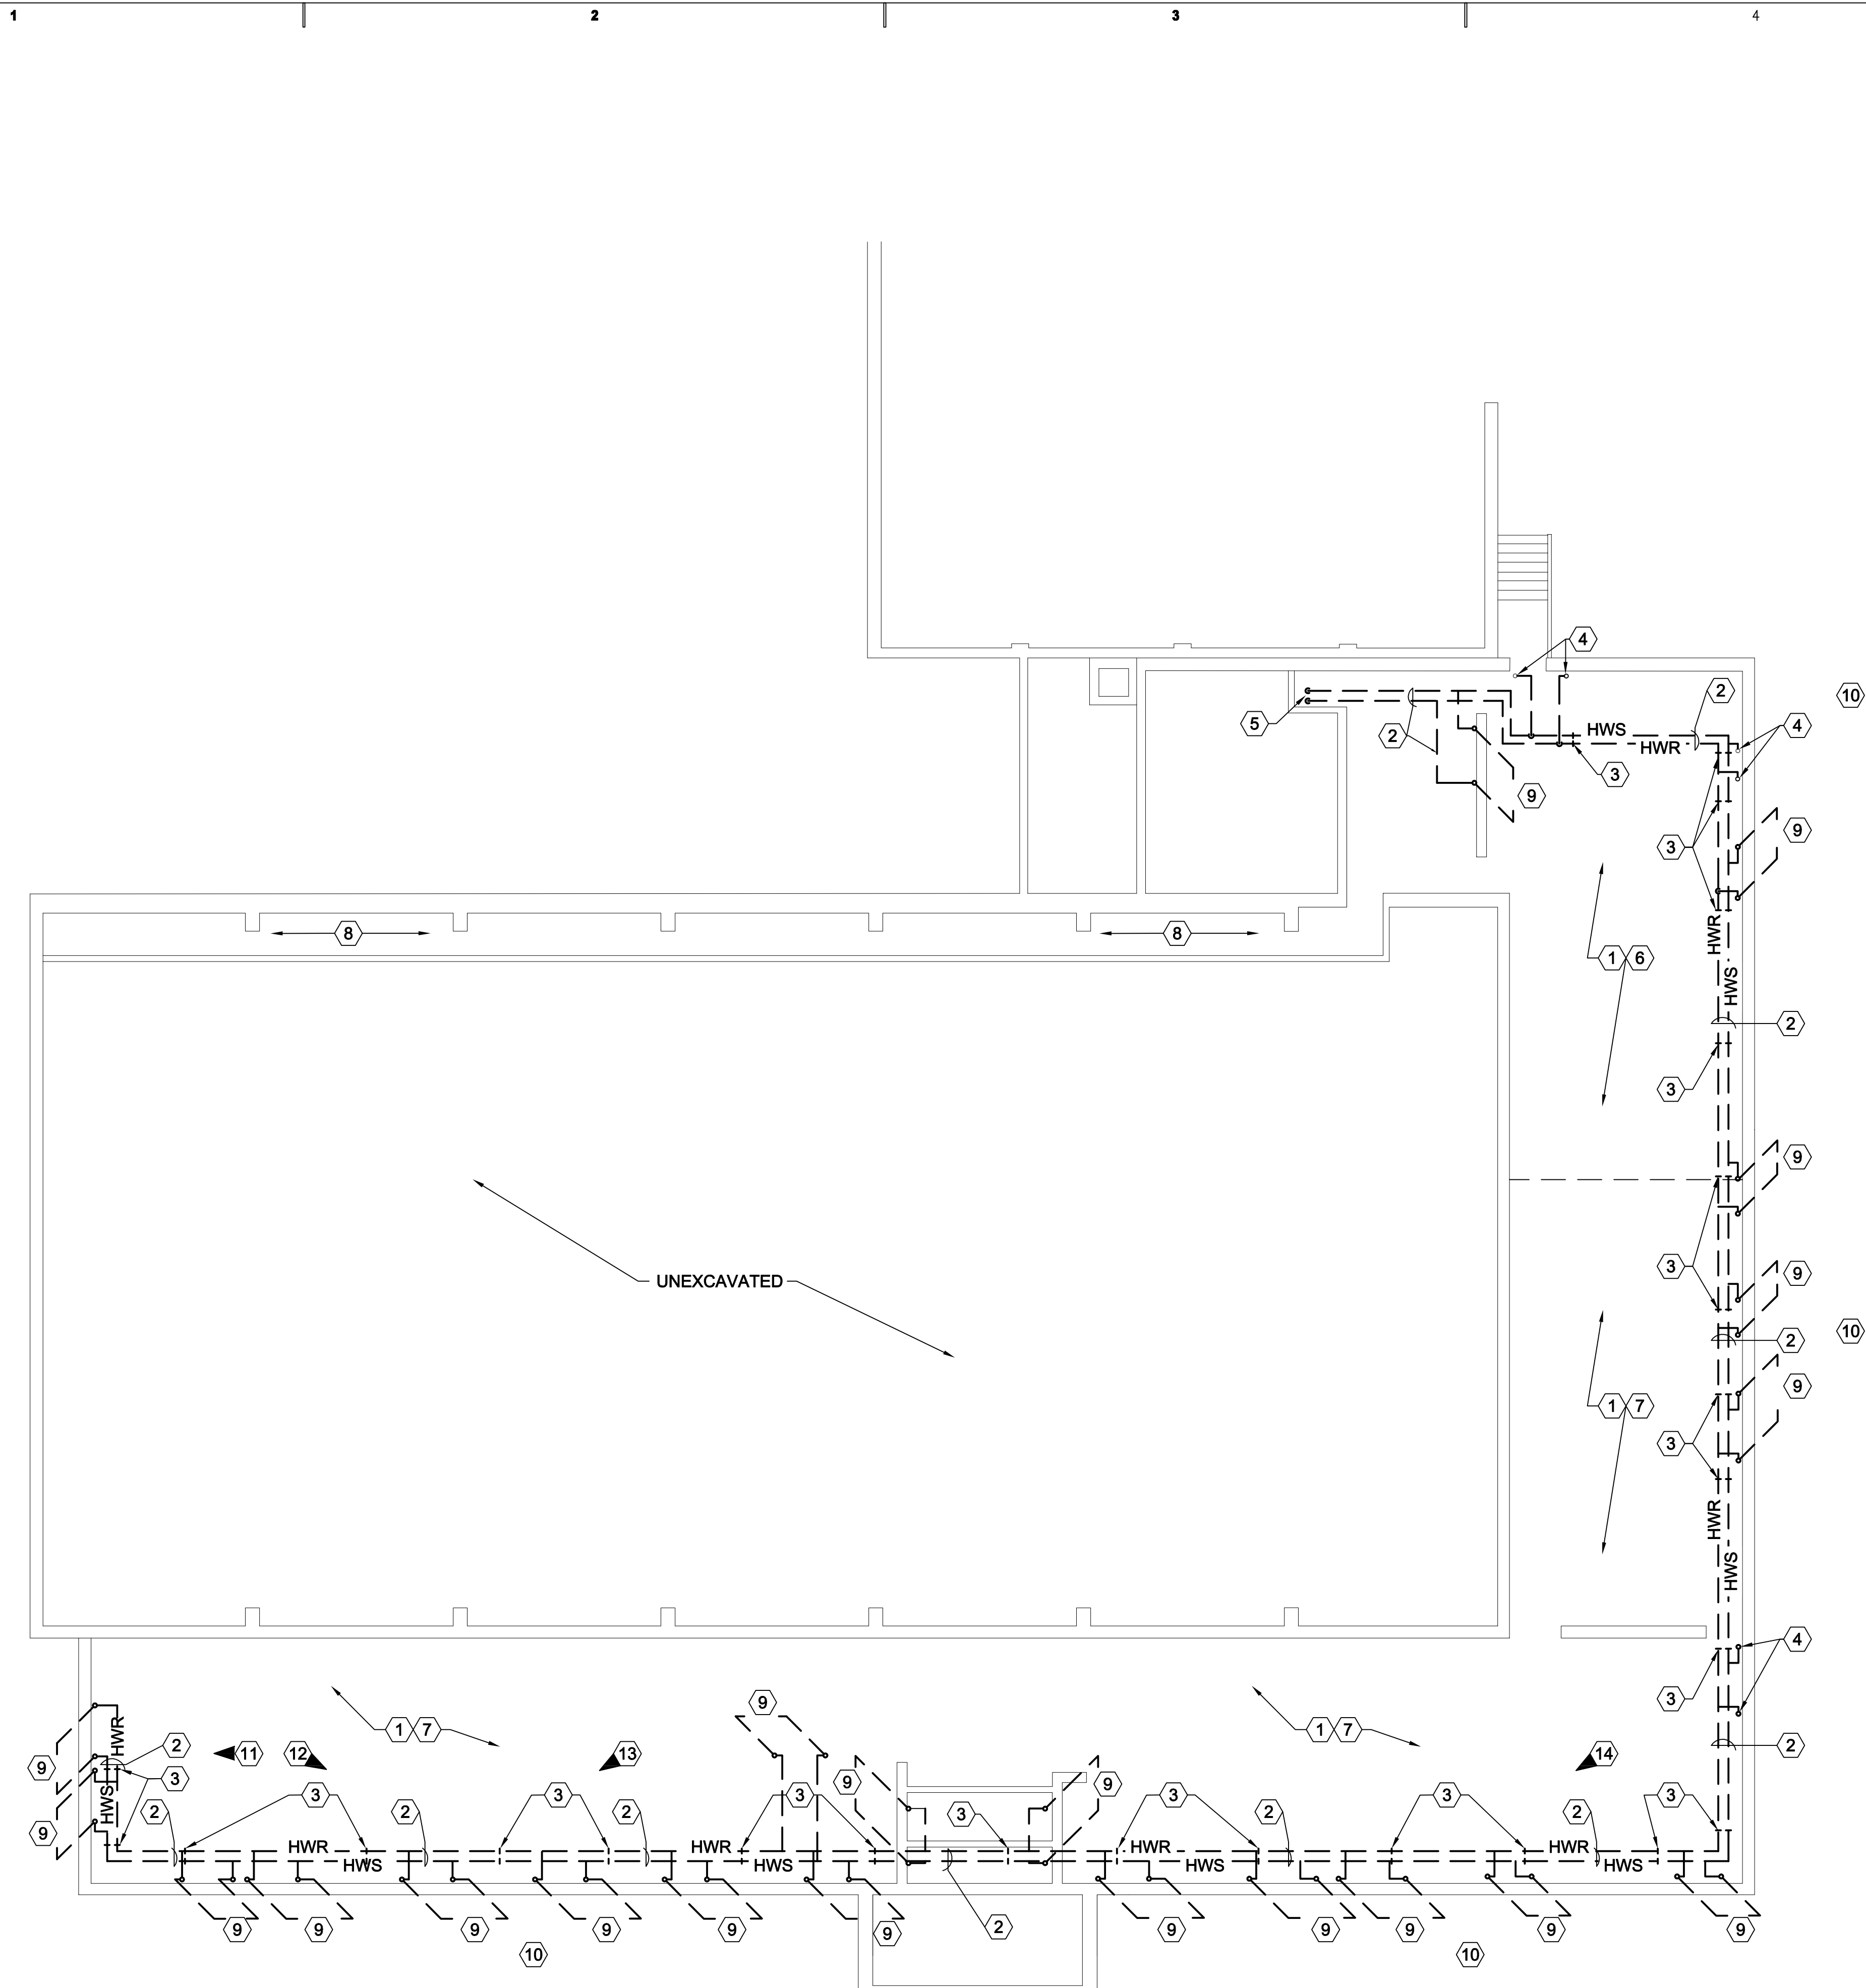 1 2 3 4
4
2 10
5 2 HWS 4
HWR
3
9
9
3
8 8 HWR
1 6
HWS
2
3
9
3 9
UNEXCAVATED
10
2
9
1 7
3
HWR
HWS
4
3
9
1 7 1 7
HWR 2 11 12 13 14 2
9 3 9 9
HWS 3 3 3 3 3 3 3
9 2 2 2 2 2
HWR HWR HWR HWR
HWS HWS HWS HWS
9 9 9 9 9 9 2 9 9 9 9 9
10 10